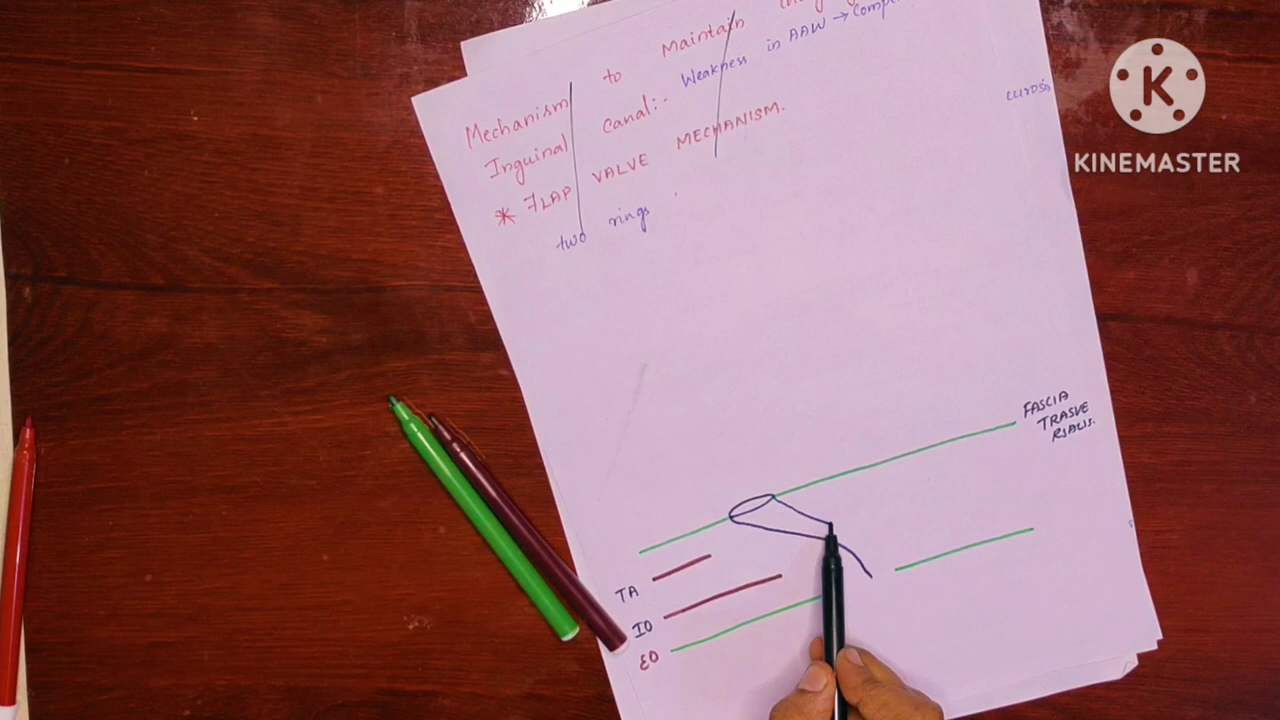 Mechanism to Maintain
Inguinal Canal:- Weakness in AAW →
* FLAP VALVE MECHANISM.
two rings
FASCIA
TRASVE
RSALIS.
TA
IO
EO
KINEMASTER